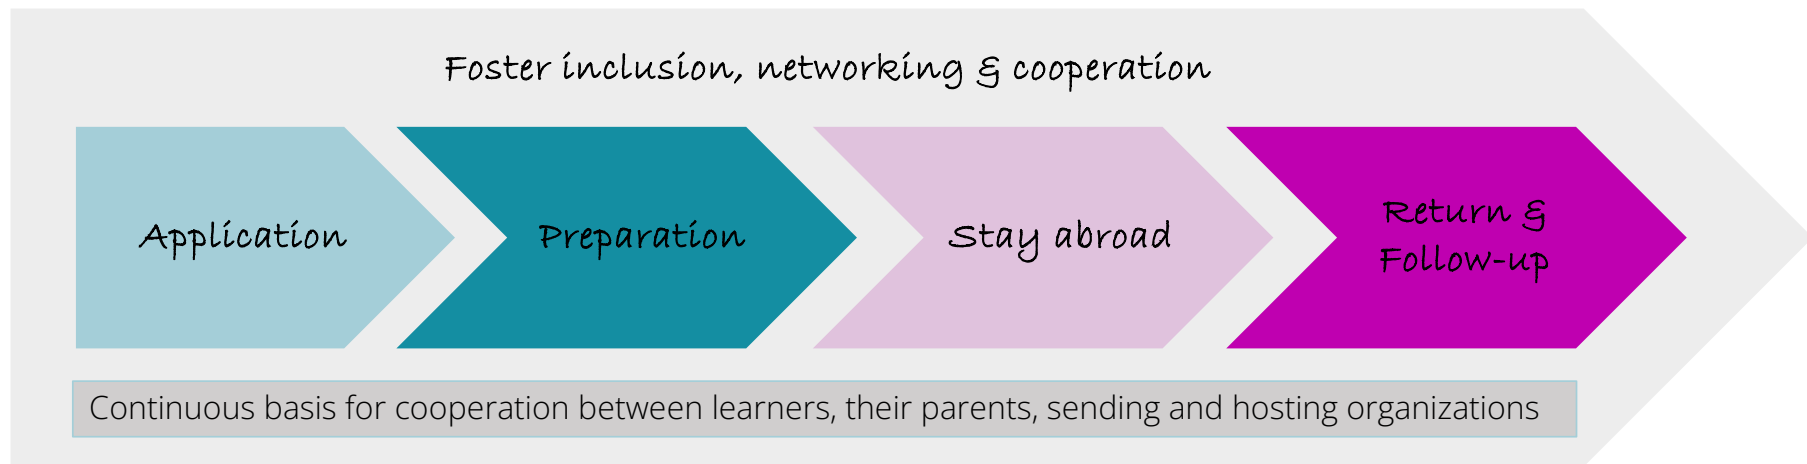 Foster inclusion, networking & cooperation
Application
Preparation
Stay abroad
Return &
Follow-up
Continuous basis for cooperation between learners, their parents, sending and hosting organizations